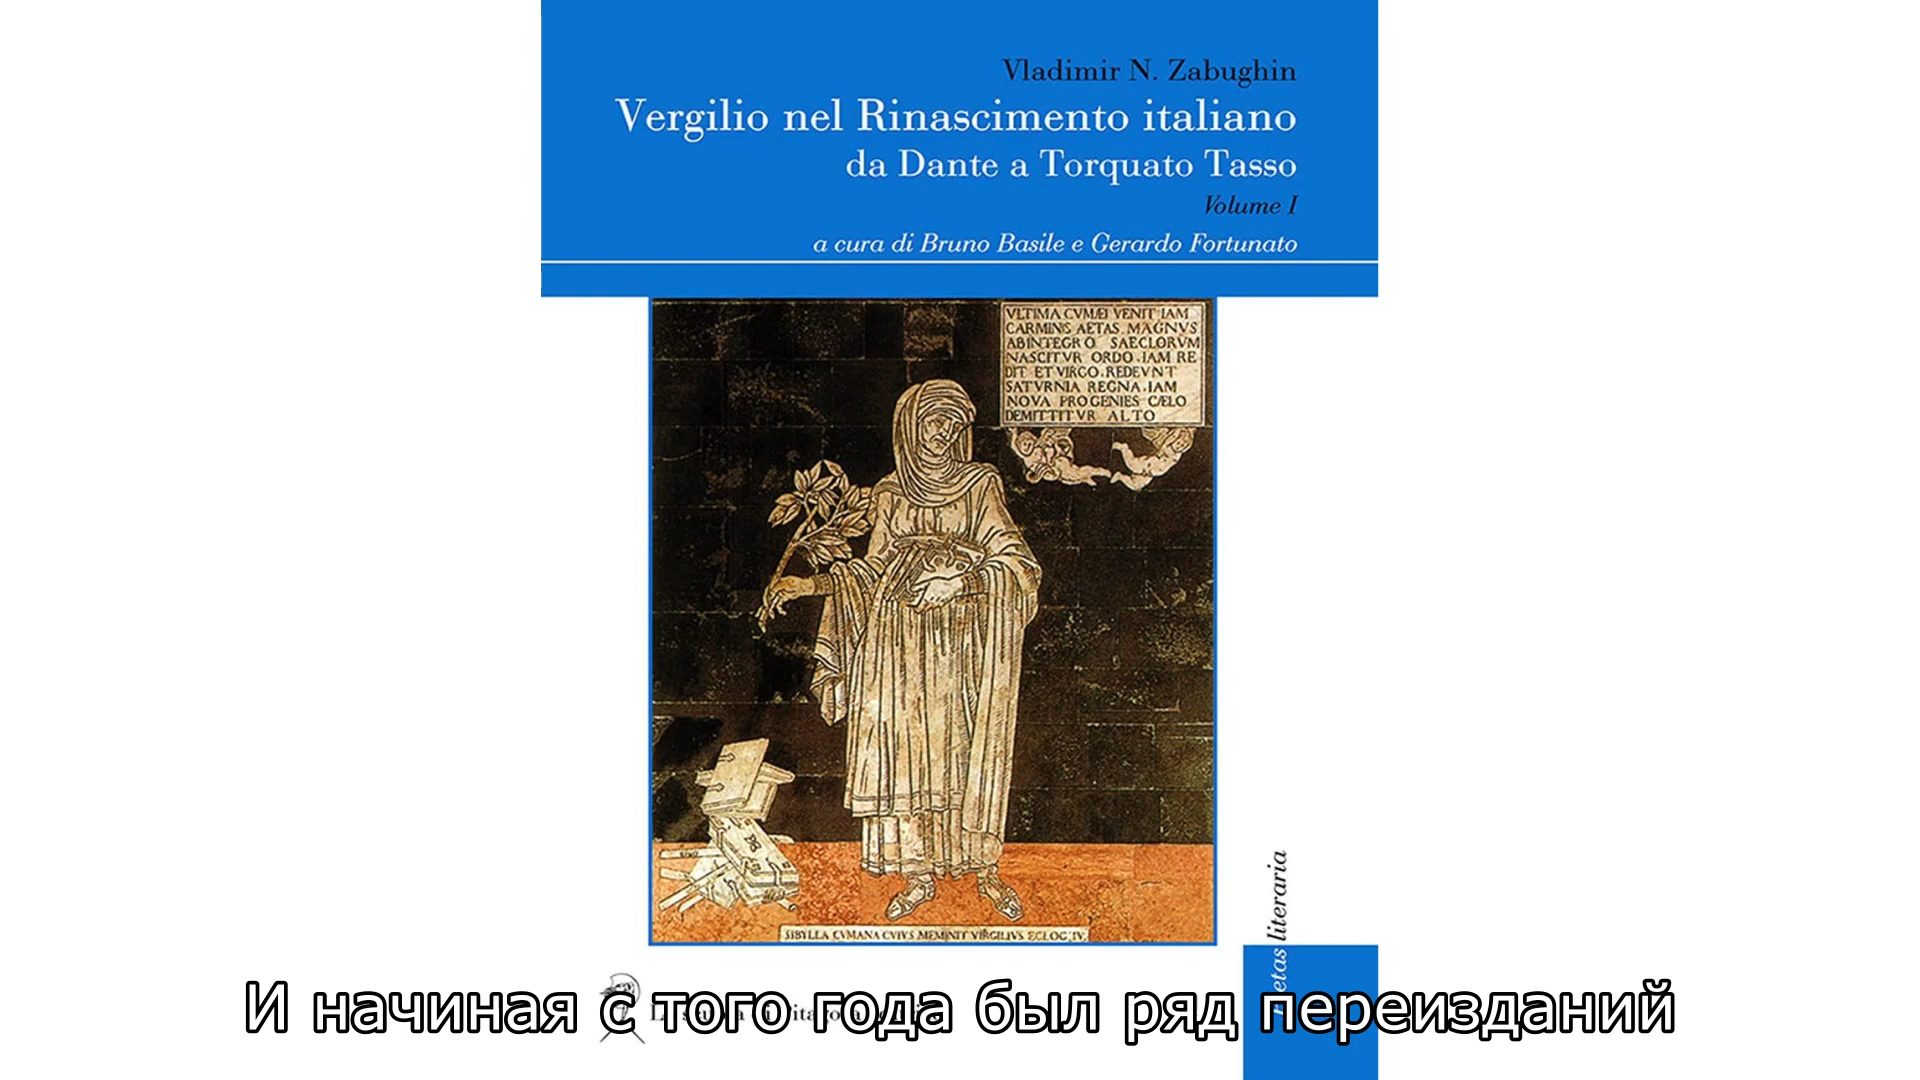 Vladimir N. Zabughin
Vergilio nel Rinascimento italiano
da Dante a Torquato Tasso
Volume I
a cura di Bruno Basile e Gerardo Fortunato
VLTIMA CVMÆI VENIT IAM
CARMINIS AETAS. MAGNVS
ABINTEGRO SAECLORVM
NASCITVR ORDO. IAM RE
DIT ET VIRGO. REDEVNT
SATVRNIA REGNA. IAM
NOVA PROGENIES CÆLO
DEMITTITVR ALTO
SIBYLLA CVMANA CVIVS MEMINIT VIRGILIVS ECLOG. IV.
literaria
И начиная с того года был ряд переизданий